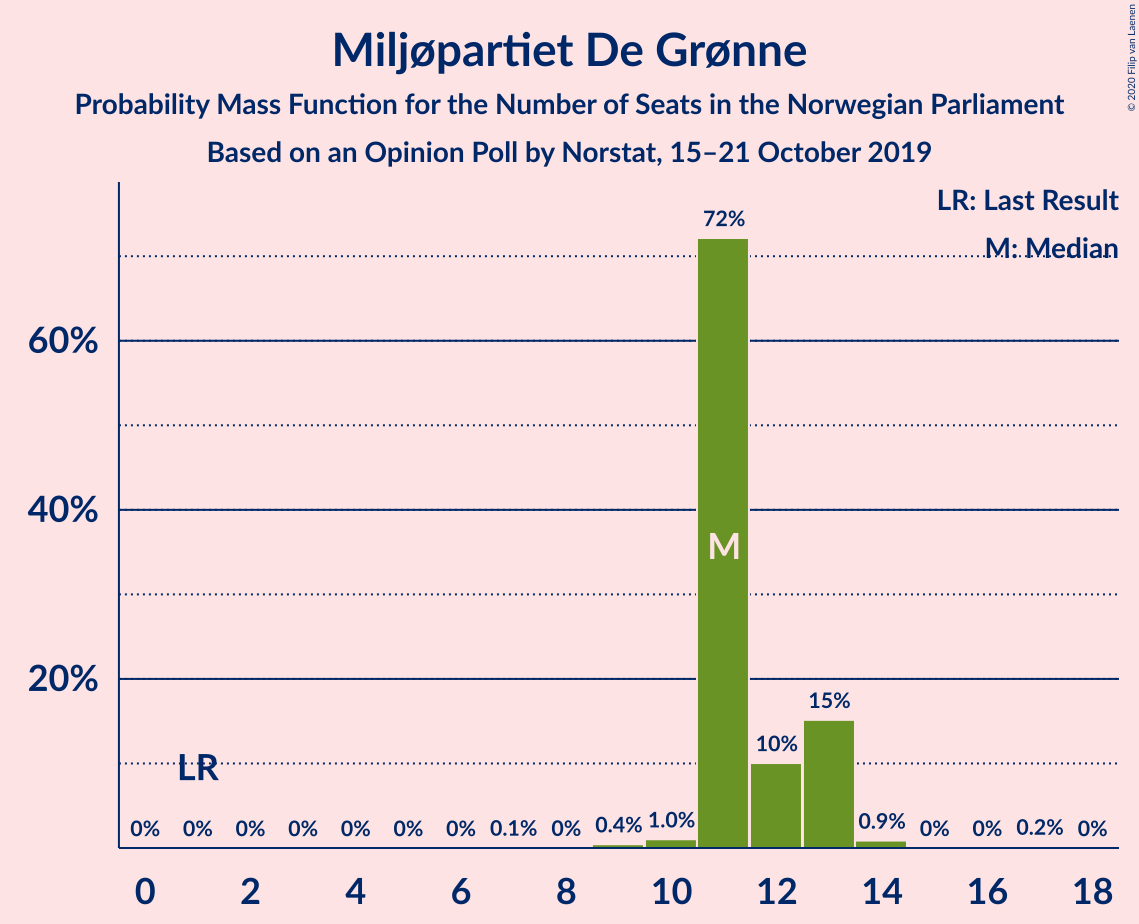 Miljøpartiet De Grønne
Probability Mass Function for the Number of Seats in the Norwegian Parliament
Based on an Opinion Poll by Norstat, 15–21 October 2019
© 2020 Filip van Laenen
LR: Last Result
M: Median
60%
40%
20%
72%
M
15%
10%
LR
0% 0% 0% 0% 0% 0% 0% 0.1% 0% 0.4% 1.0% 0.9% 0% 0% 0.2% 0%
0 2 4 6 8 10 12 14 16 18